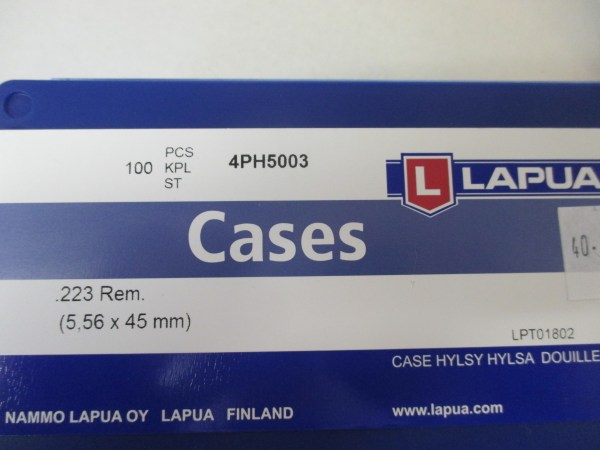 100 PCS KPL ST
4PH5003
L LAPUA
Cases
40.
.223 Rem.
(5,56 x 45 mm)
LPT01802
CASE HYLSY HYLSA DOUILLE
NAMMO LAPUA OY LAPUA FINLAND
www.lapua.com